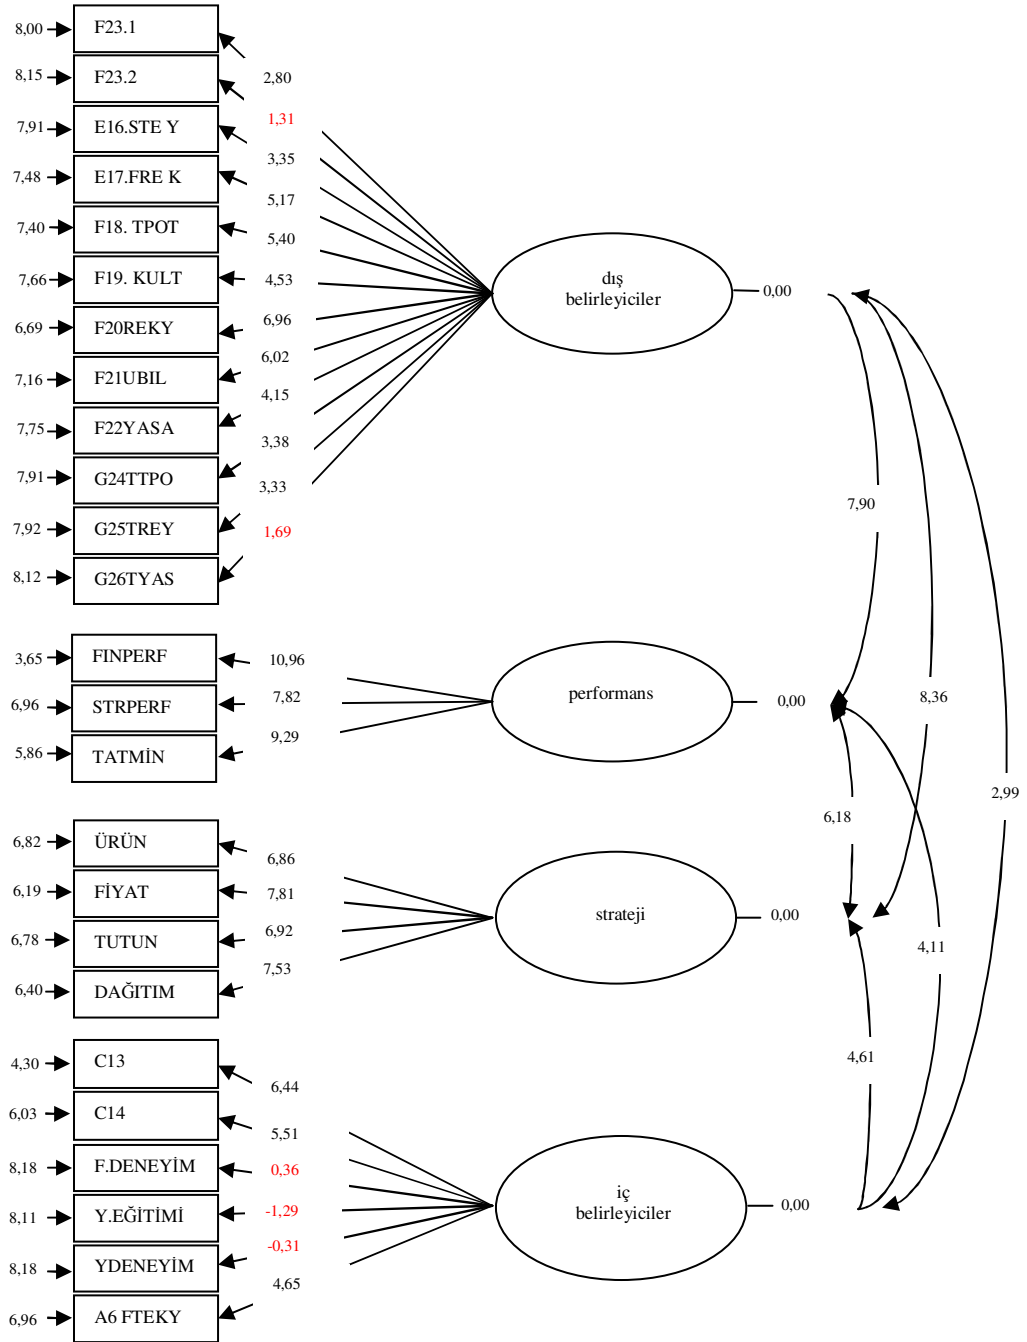 8,00 F23.1
2,80
8,15 F23.2
1,31
7,91 E16.STE Y
3,35
7,48 E17.FRE K
5,17
7,40 F18. TPOT
5,40
7,66 F19. KULT
4,53
6,69 F20REKY
6,96
7,16 F21UBIL
6,02
7,75 F22YASA
4,15
7,91 G24TTPO
3,38
7,92 G25TREY
3,33
8,12 G26TYAS
1,69
dış
belirleyiciler
0,00
3,65 FINPERF
10,96
6,96 STRPERF
7,82
5,86 TATMİN
9,29
performans
0,00
6,82 ÜRÜN
6,86
6,19 FİYAT
7,81
6,78 TUTUN
6,92
6,40 DAĞITIM
7,53
strateji
0,00
4,30 C13
6,44
6,03 C14
5,51
8,18 F.DENEYİM
0,36
8,11 Y.EĞİTİMİ
-1,29
8,18 YDENEYİM
-0,31
6,96 A6 FTEKY
4,65
iç
belirleyiciler
0,00
7,90
8,36
2,99
6,18
4,11
4,61